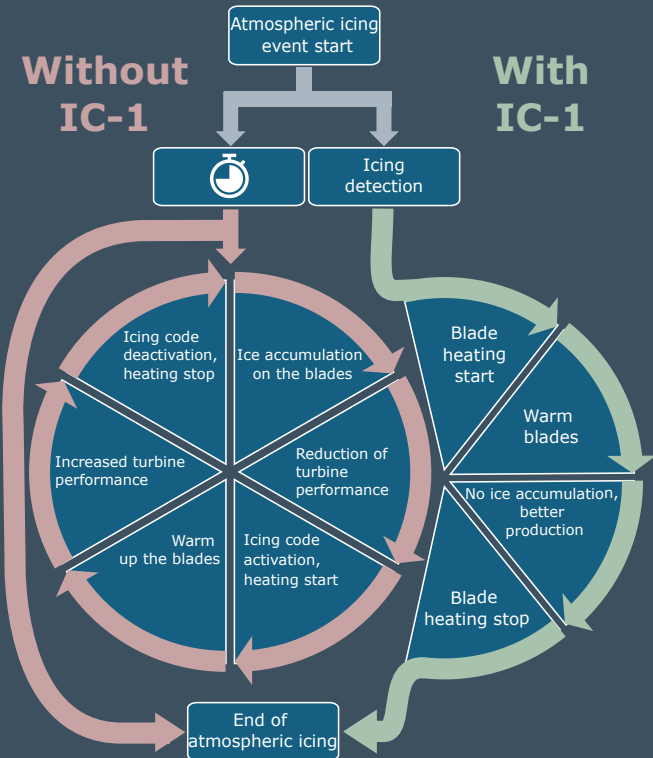 Atmospheric icing
event start
Without
IC-1
With
IC-1
Icing
detection
Icing code
deactivation,
heating stop
Ice accumulation
on the blades
Reduction of
turbine
performance
Icing code
activation,
heating start
Warm
up the blades
Increased turbine
performance
Blade
heating
start
Warm
blades
No ice accumulation,
better
production
Blade
heating stop
End of
atmospheric icing